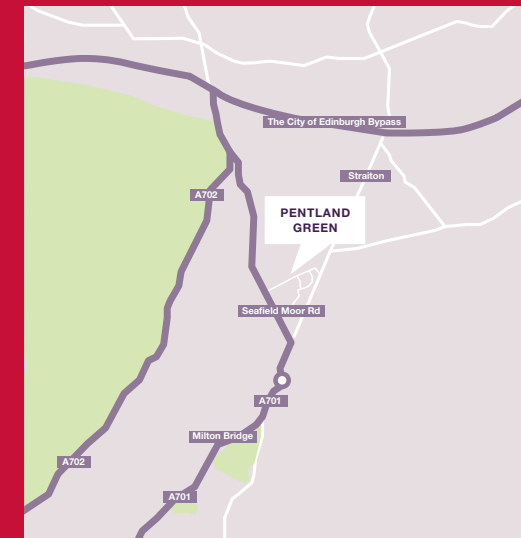 The City of Edinburgh Bypass
Straiton
A702
PENTLAND
GREEN
Seafield Moor Rd
A701
Milton Bridge
A702
A701